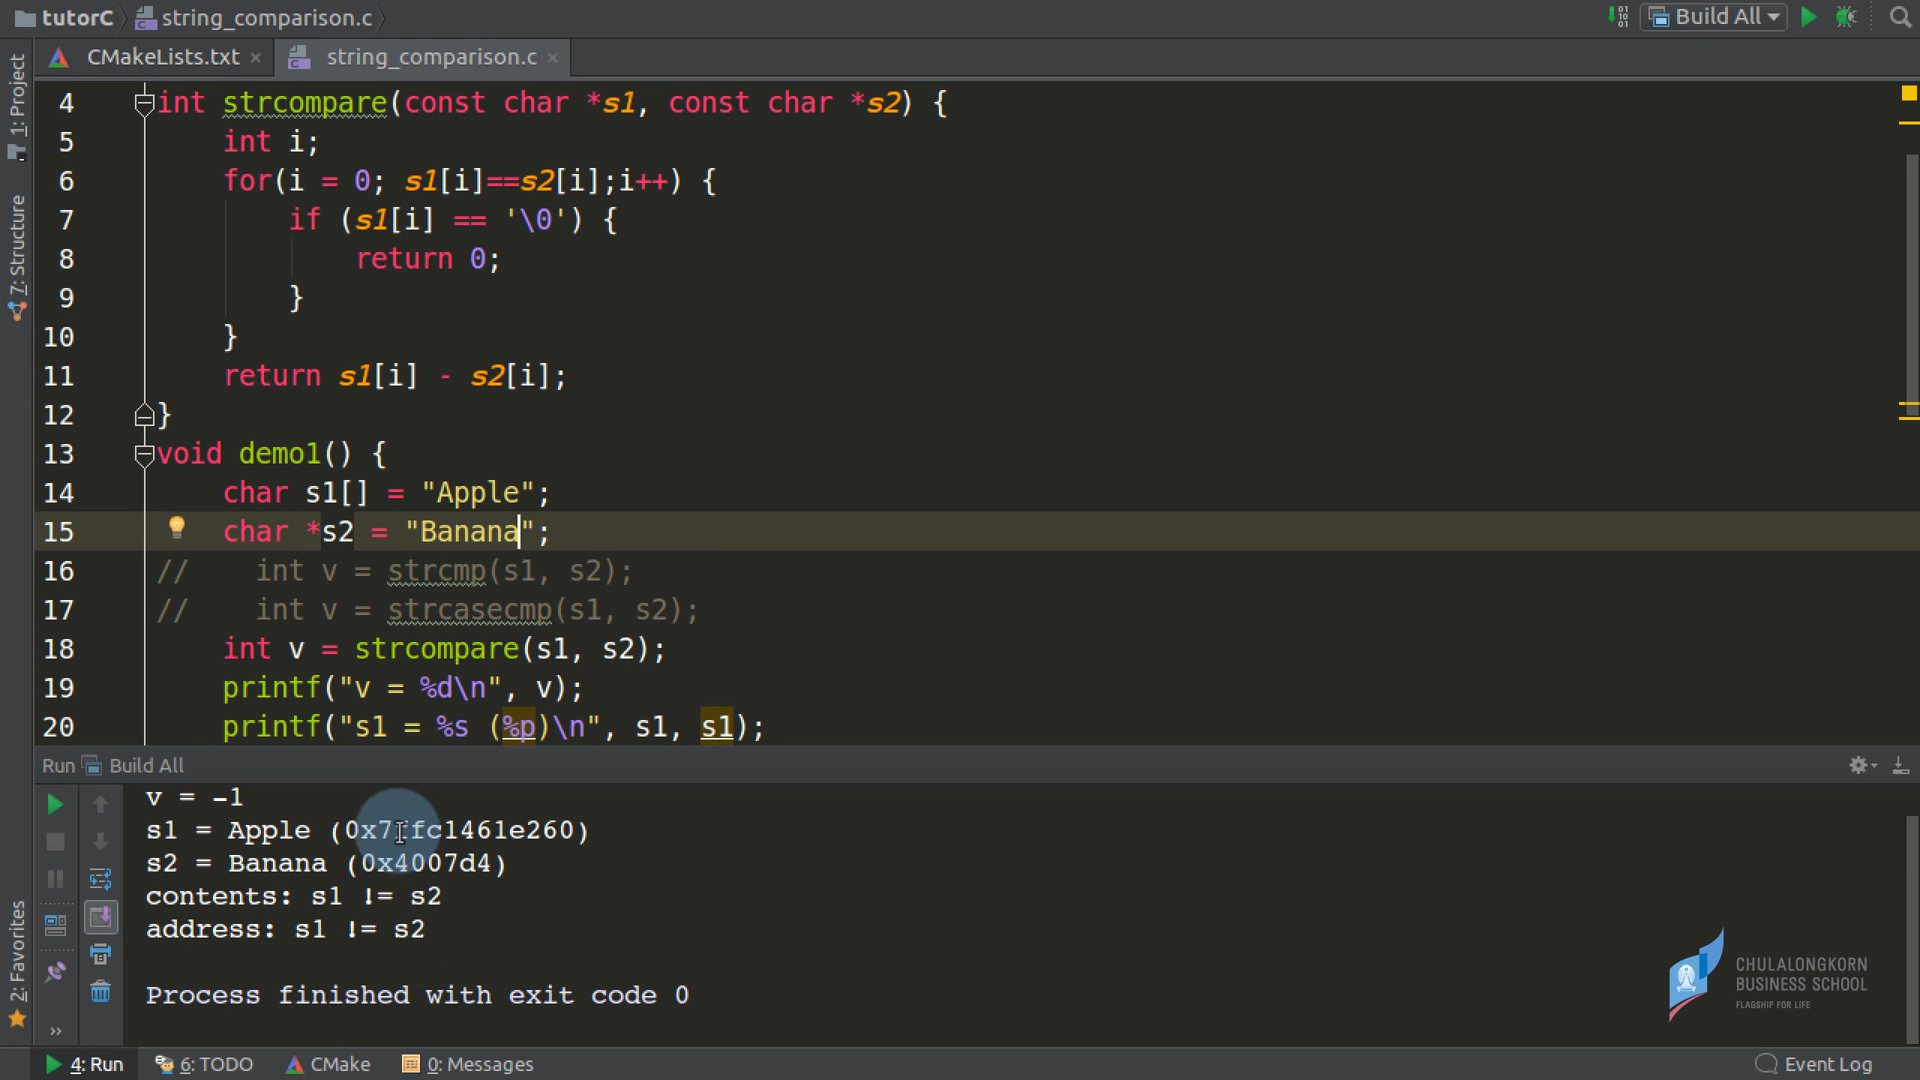 tutorC
string_comparison.c
Build All
CMakeLists.txt
string_comparison.c
1: Project
7: Structure
2: Favorites
4 int strcompare(const char *s1, const char *s2) {
5 int i;
6 for(i = 0; s1[i]==s2[i];i++) {
7 if (s1[i] == '\0') {
8 return 0;
9 }
10 }
11 return s1[i] - s2[i];
12 }
13 void demo1() {
14 char s1[] = "Apple";
15 char *s2 = "Banana";
16 // int v = strcmp(s1, s2);
17 // int v = strcasecmp(s1, s2);
18 int v = strcompare(s1, s2);
19 printf("v = %d\n", v);
20 printf("s1 = %s (%p)\n", s1, s1);
Run Build All
v = -1
s1 = Apple (0x7ffc1461e260)
s2 = Banana (0x4007d4)
contents: s1 != s2
address: s1 != s2
Process finished with exit code 0
CHULALONGKORN
BUSINESS SCHOOL
FLAGSHIP FOR LIFE
4: Run
6: TODO
CMake
0: Messages
Event Log